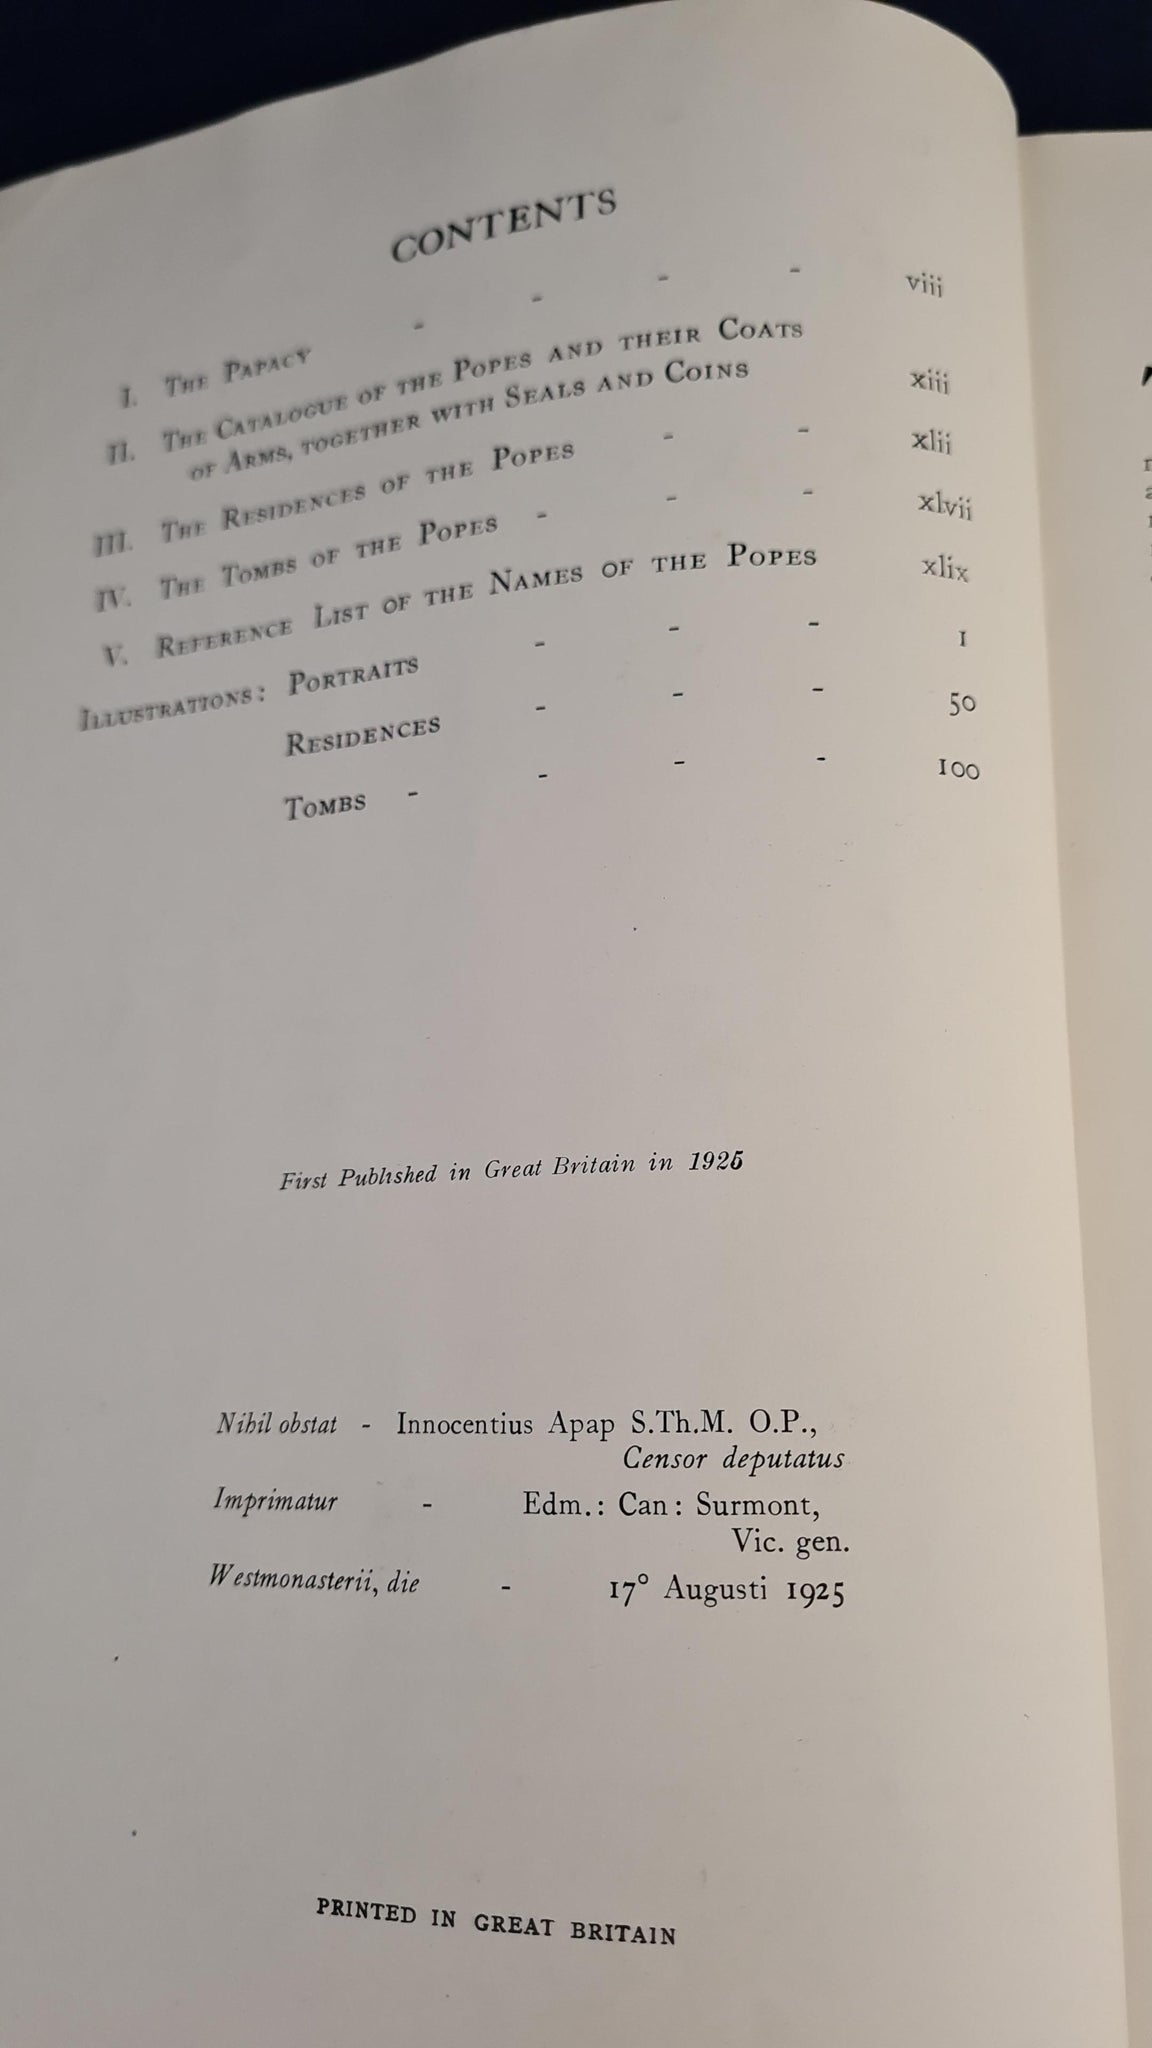 CONTENTS
I. THE PAPACY - - - - viii
II. THE CATALOGUE OF THE POPES AND THEIR COATS
OF ARMS, TOGETHER WITH SEALS AND COINS xiii
III. THE RESIDENCES OF THE POPES - - xlii
IV. THE TOMBS OF THE POPES - - - xlvii
V. REFERENCE LIST OF THE NAMES OF THE POPES xlix
ILLUSTRATIONS: PORTRAITS - - - 1
RESIDENCES - - - 50
TOMBS - - - - 100
First Published in Great Britain in 1925
Nihil obstat - Innocentius Apap S.Th.M. O.P.,
Censor deputatus
Imprimatur - Edm.: Can: Surmont,
Vic. gen.
Westmonasterii, die - 17° Augusti 1925
PRINTED IN GREAT BRITAIN